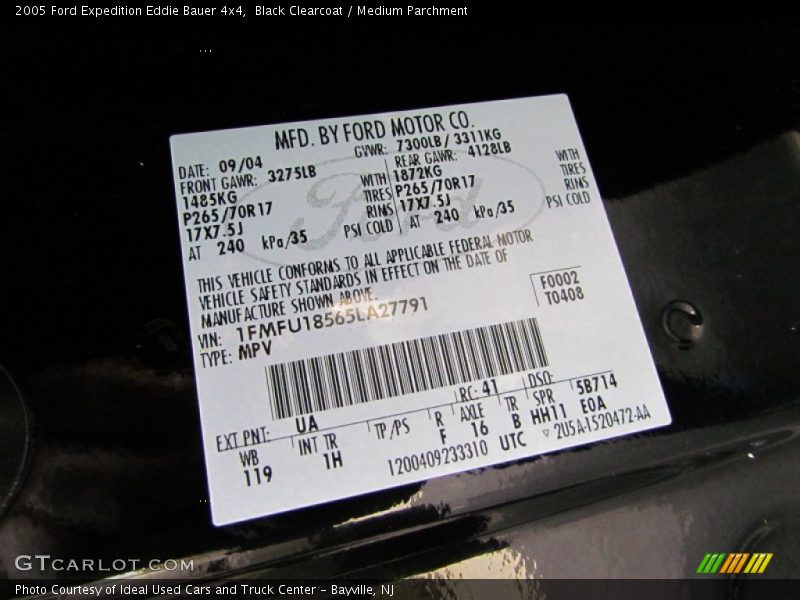 2005 Ford Expedition Eddie Bauer 4x4,  Black Clearcoat / Medium Parchment
MFD. BY FORD MOTOR CO.
DATE: 09/04 GVWR: 7300LB / 3311KG
FRONT GAWR: 3275LB REAR GAWR: 4128LB
1485KG WITH 1872KG WITH
P265/70R17 TIRES P265/70R17 TIRES
17X7.5J RIMS 17X7.5J RIMS
AT 240 kPa/35 PSI COLD AT 240 kPa/35 PSI COLD
Ford
THIS VEHICLE CONFORMS TO ALL APPLICABLE FEDERAL MOTOR
VEHICLE SAFETY STANDARDS IN EFFECT ON THE DATE OF
MANUFACTURE SHOWN ABOVE.
VIN: 1FMFU18565LA27791 F0002
TYPE: MPV T0408
EXT PNT: UA RC: 41 DSO:
WB INT TR TP/PS R AXLE TR SPR 5B714
119 1H F 16 B HH11 E0A
1200409233310 UTC ▽ 2U5A-1520472-AA
GTCARLOT.COM
Photo Courtesy of Ideal Used Cars and Truck Center – Bayville, NJ